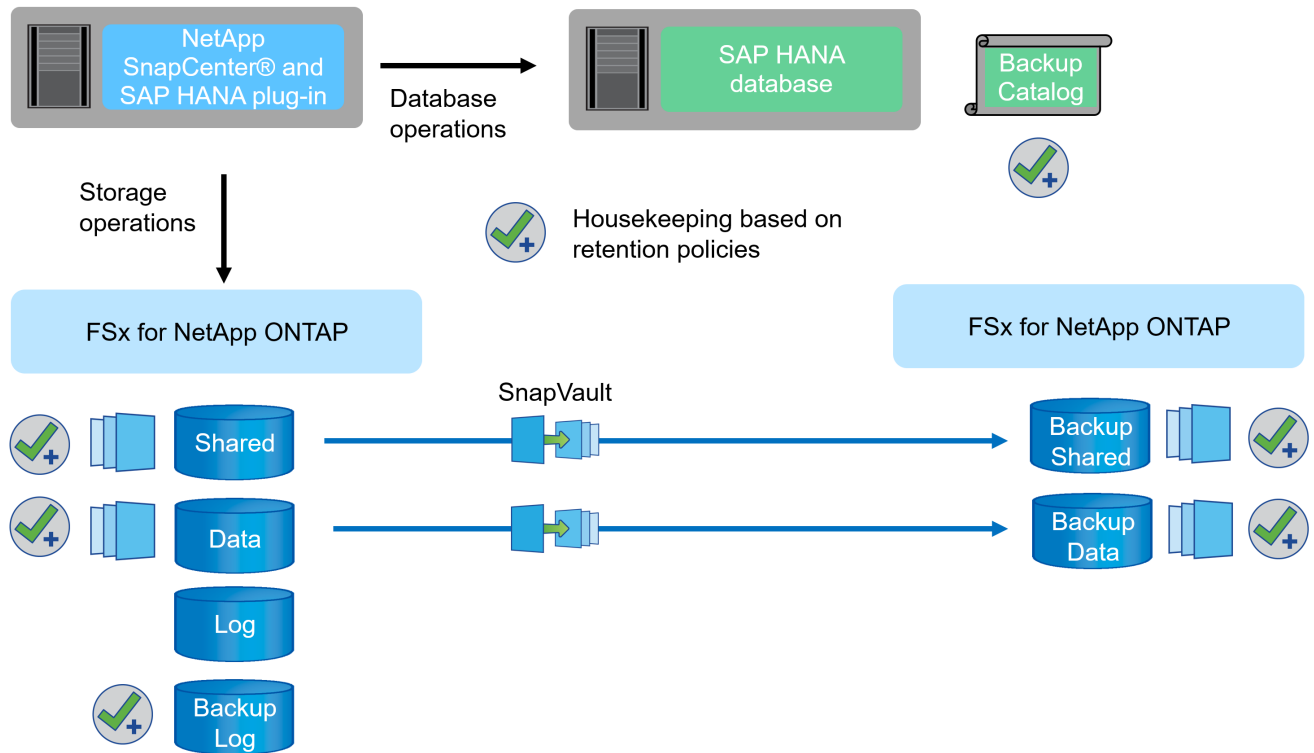 NetApp
SnapCenter® and
SAP HANA plug-in
Database
operations
SAP HANA
database
Backup
Catalog
Storage
operations
Housekeeping based on
retention policies
FSx for NetApp ONTAP
FSx for NetApp ONTAP
SnapVault
Shared
Backup
Shared
Data
Backup
Data
Log
Backup
Log